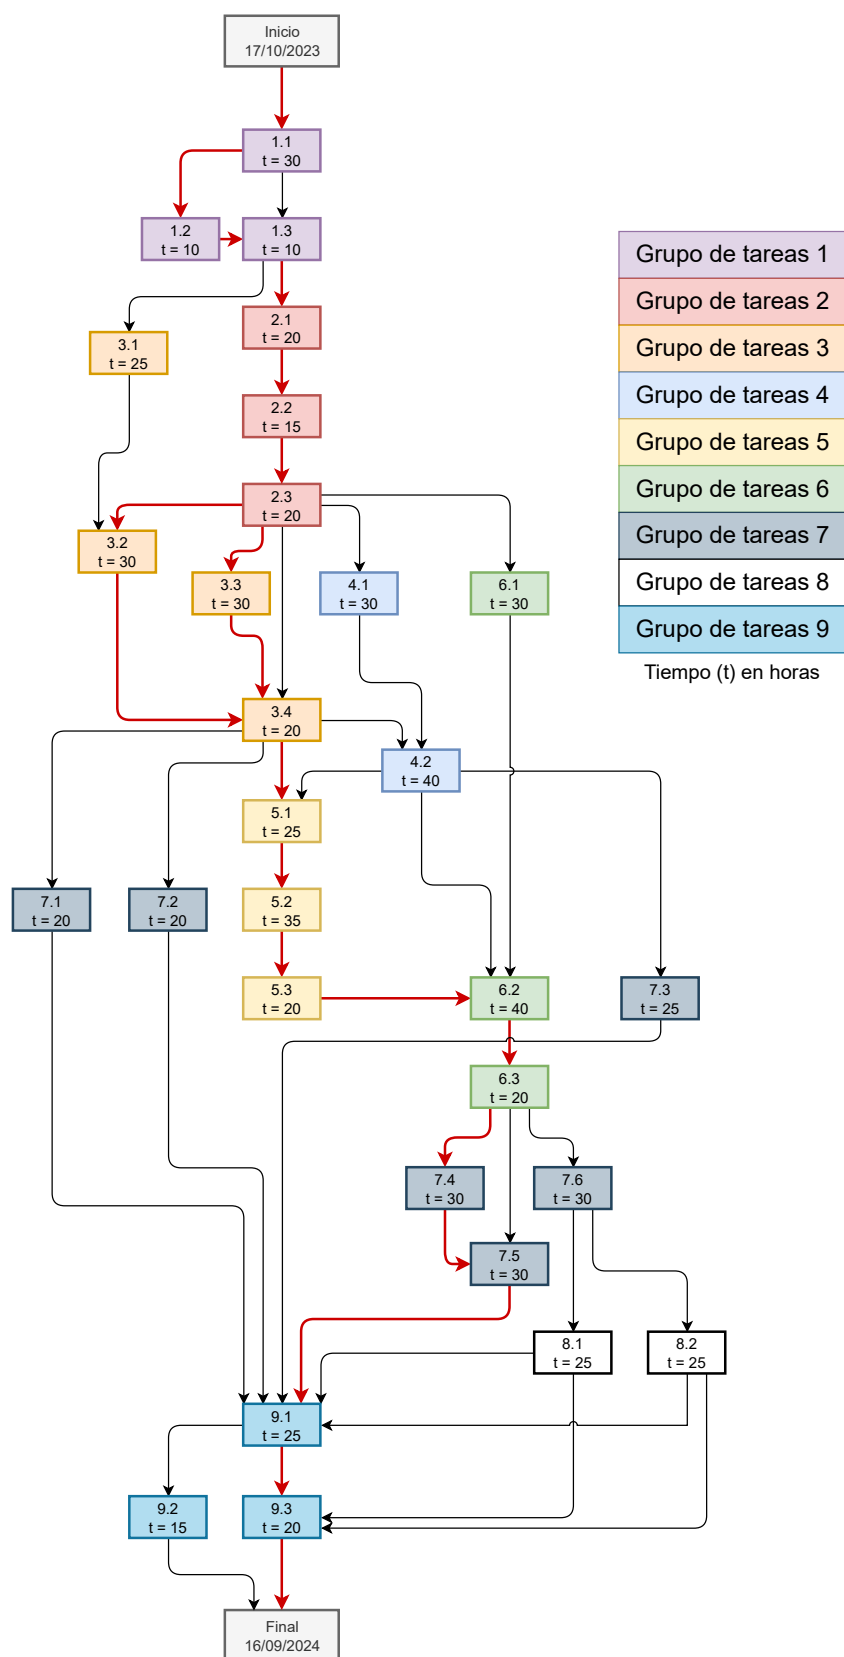 Inicio
17/10/2023
1.1
t = 30
1.2
t = 10
1.3
t = 10
2.1
t = 20
3.1
t = 25
2.2
t = 15
2.3
t = 20
3.2
t = 30
3.3
t = 30
4.1
t = 30
6.1
t = 30
3.4
t = 20
4.2
t = 40
5.1
t = 25
7.1
t = 20
7.2
t = 20
5.2
t = 35
5.3
t = 20
6.2
t = 40
7.3
t = 25
6.3
t = 20
7.4
t = 30
7.6
t = 30
7.5
t = 30
8.1
t = 25
8.2
t = 25
9.1
t = 25
9.2
t = 15
9.3
t = 20
Final
16/09/2024
Grupo de tareas 1
Grupo de tareas 2
Grupo de tareas 3
Grupo de tareas 4
Grupo de tareas 5
Grupo de tareas 6
Grupo de tareas 7
Grupo de tareas 8
Grupo de tareas 9
Tiempo (t) en horas